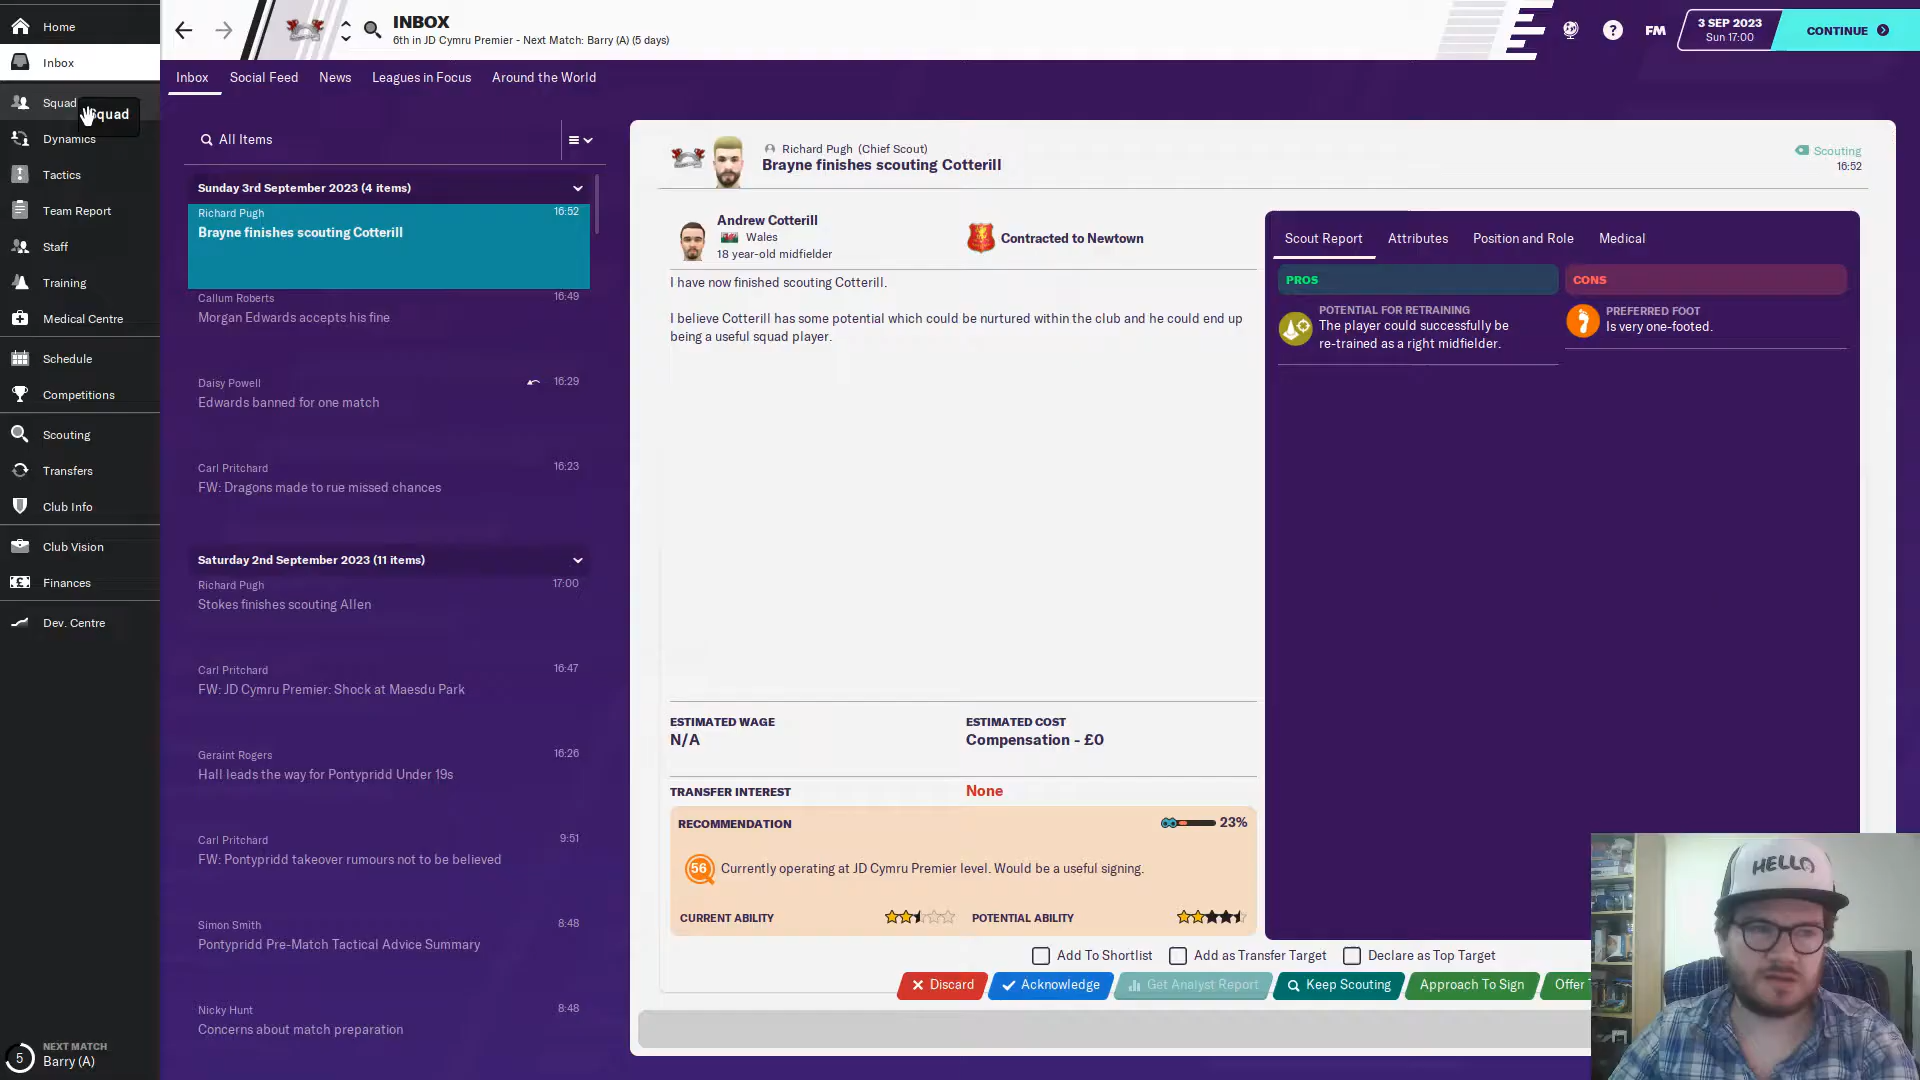 Home
Inbox
Squad
Squad
Dynamics
Tactics
Team Report
Staff
Training
Medical Centre
Schedule
Competitions
Scouting
Transfers
Club Info
Club Vision
Finances
Dev. Centre
5
NEXT MATCH
Barry (A)
INBOX
6th in JD Cymru Premier - Next Match: Barry (A) (5 days)
FM
3 SEP 2023
Sun 17:00
CONTINUE
Inbox
Social Feed
News
Leagues in Focus
Around the World
All Items
Sunday 3rd September 2023 (4 items)
Richard Pugh 16:52
Brayne finishes scouting Cotterill
Callum Roberts 16:49
Morgan Edwards accepts his fine
Daisy Powell 16:29
Edwards banned for one match
Carl Pritchard 16:23
FW: Dragons made to rue missed chances
Saturday 2nd September 2023 (11 items)
Richard Pugh 17:00
Stokes finishes scouting Allen
Carl Pritchard 16:47
FW: JD Cymru Premier: Shock at Maesdu Park
Geraint Rogers 16:26
Hall leads the way for Pontypridd Under 19s
Carl Pritchard 9:51
FW: Pontypridd takeover rumours not to be believed
Simon Smith 8:48
Pontypridd Pre-Match Tactical Advice Summary
Nicky Hunt 8:48
Concerns about match preparation
Richard Pugh (Chief Scout)
Brayne finishes scouting Cotterill
Scouting
16:52
Andrew Cotterill
Wales
18 year-old midfielder
Contracted to Newtown
I have now finished scouting Cotterill.
I believe Cotterill has some potential which could be nurtured within the club and he could end up
being a useful squad player.
ESTIMATED WAGE
N/A
ESTIMATED COST
Compensation - £0
TRANSFER INTEREST
None
RECOMMENDATION
23%
56
Currently operating at JD Cymru Premier level. Would be a useful signing.
CURRENT ABILITY
POTENTIAL ABILITY
Scout Report
Attributes
Position and Role
Medical
PROS
POTENTIAL FOR RETRAINING
The player could successfully be
re-trained as a right midfielder.
CONS
PREFERRED FOOT
Is very one-footed.
Add To Shortlist
Add as Transfer Target
Declare as Top Target
Discard
Acknowledge
Get Analyst Report
Keep Scouting
Approach To Sign
Offer
HELLO